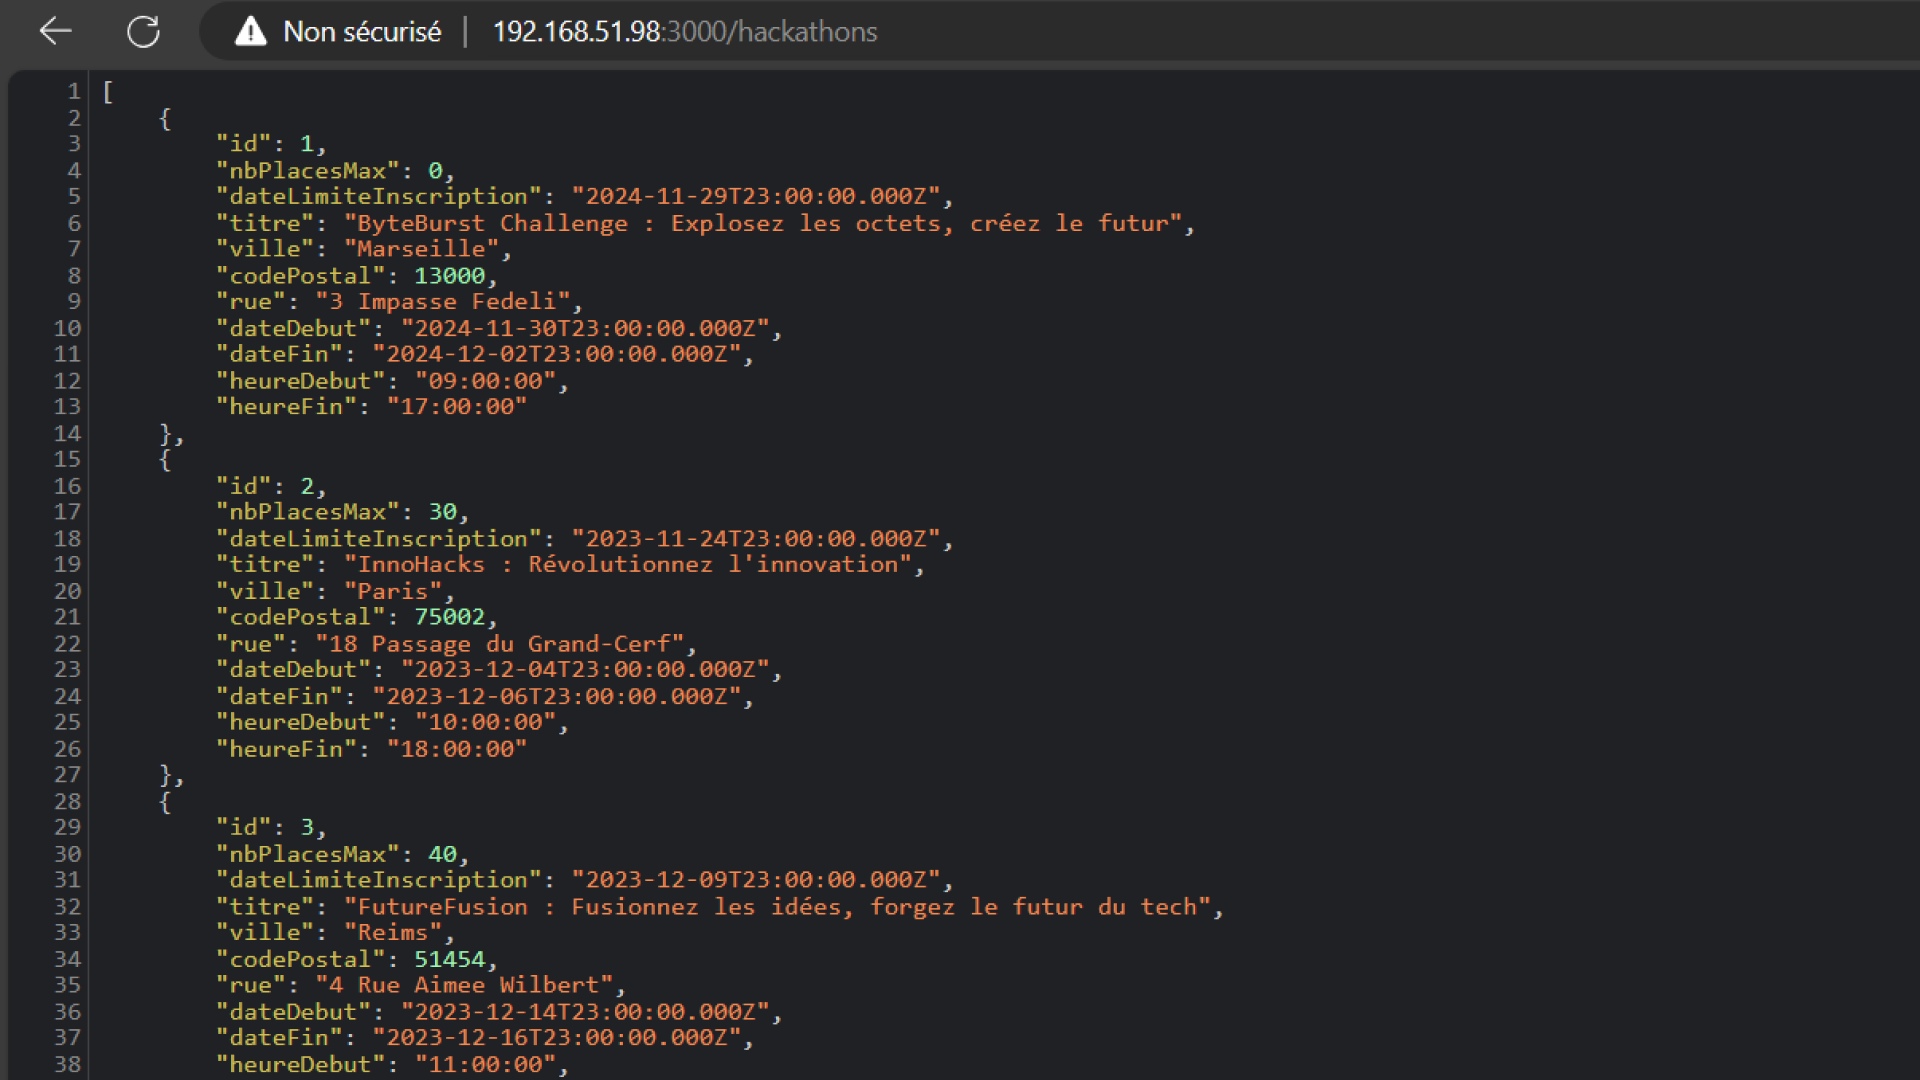 Non sécurisé | 192.168.51.98:3000/hackathons
1 [
2 {
3 "id": 1,
4 "nbPlacesMax": 0,
5 "dateLimiteInscription": "2024-11-29T23:00:00.000Z",
6 "titre": "ByteBurst Challenge : Explosez les octets, créez le futur",
7 "ville": "Marseille",
8 "codePostal": 13000,
9 "rue": "3 Impasse Fedeli",
10 "dateDebut": "2024-11-30T23:00:00.000Z",
11 "dateFin": "2024-12-02T23:00:00.000Z",
12 "heureDebut": "09:00:00",
13 "heureFin": "17:00:00"
14 },
15 {
16 "id": 2,
17 "nbPlacesMax": 30,
18 "dateLimiteInscription": "2023-11-24T23:00:00.000Z",
19 "titre": "InnoHacks : Révolutionnez l'innovation",
20 "ville": "Paris",
21 "codePostal": 75002,
22 "rue": "18 Passage du Grand-Cerf",
23 "dateDebut": "2023-12-04T23:00:00.000Z",
24 "dateFin": "2023-12-06T23:00:00.000Z",
25 "heureDebut": "10:00:00",
26 "heureFin": "18:00:00"
27 },
28 {
29 "id": 3,
30 "nbPlacesMax": 40,
31 "dateLimiteInscription": "2023-12-09T23:00:00.000Z",
32 "titre": "FutureFusion : Fusionnez les idées, forgez le futur du tech",
33 "ville": "Reims",
34 "codePostal": 51454,
35 "rue": "4 Rue Aimee Wilbert",
36 "dateDebut": "2023-12-14T23:00:00.000Z",
37 "dateFin": "2023-12-16T23:00:00.000Z",
38 "heureDebut": "11:00:00",